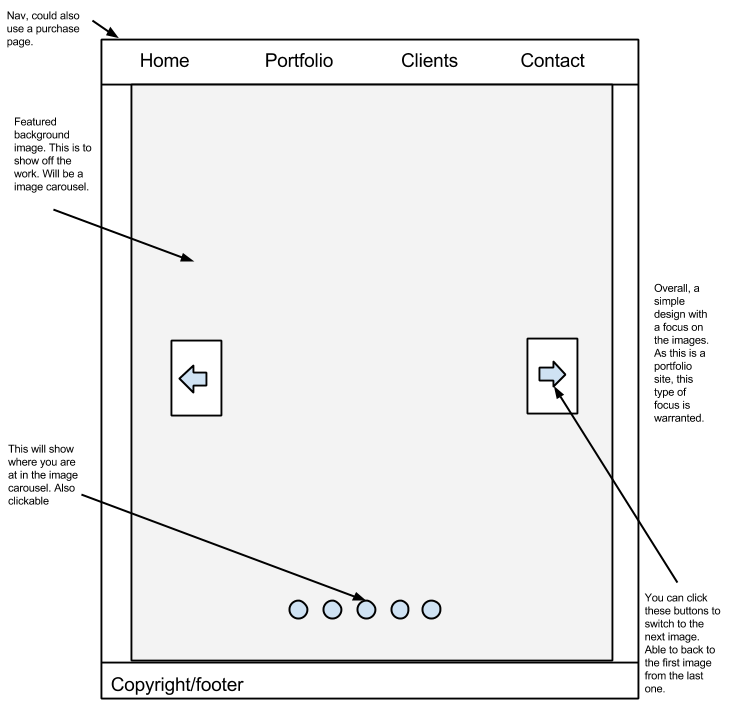 Nav, could also
use a purchase
page.
Home Portfolio Clients Contact
Featured
background
image. This is to
show off the
work. Will be a
image carousel.
Overall, a
simple
design with
a focus on
the images.
As this is a
portfolio
site, this
type of
focus is
warranted.
This will show
where you are
at in the image
carousel. Also
clickable
You can click
these buttons to
switch to the
next image.
Able to back to
the first image
from the last
one.
Copyright/footer